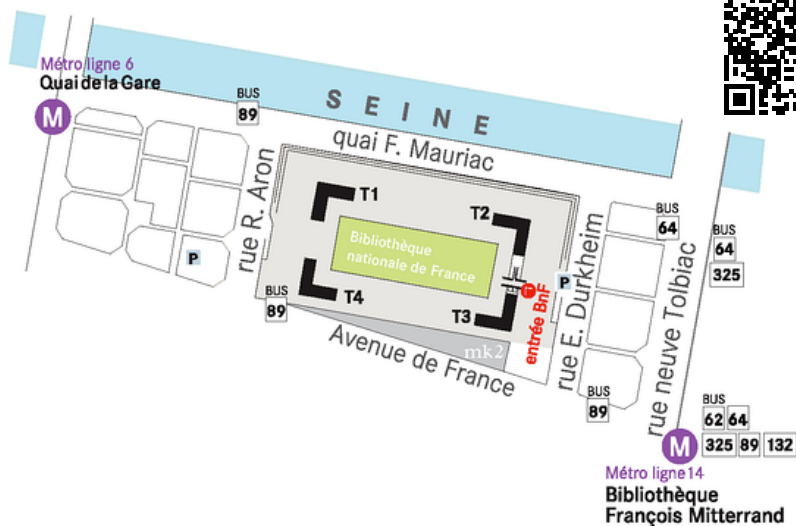 Métro ligne 6
Quai de la Gare
M
BUS
89
SEINE
quai F. Mauriac
rue R. Aron
T1
T2
Bibliothèque
nationale de France
T4
T3
P
P
entrée BnF
rue E. Durkheim
BUS
64
BUS
64
325
rue neuve Tolbiac
BUS
89
Avenue de France
mk2
BUS
89
BUS
62 64
M
325 89 132
Métro ligne 14
Bibliothèque
François Mitterrand